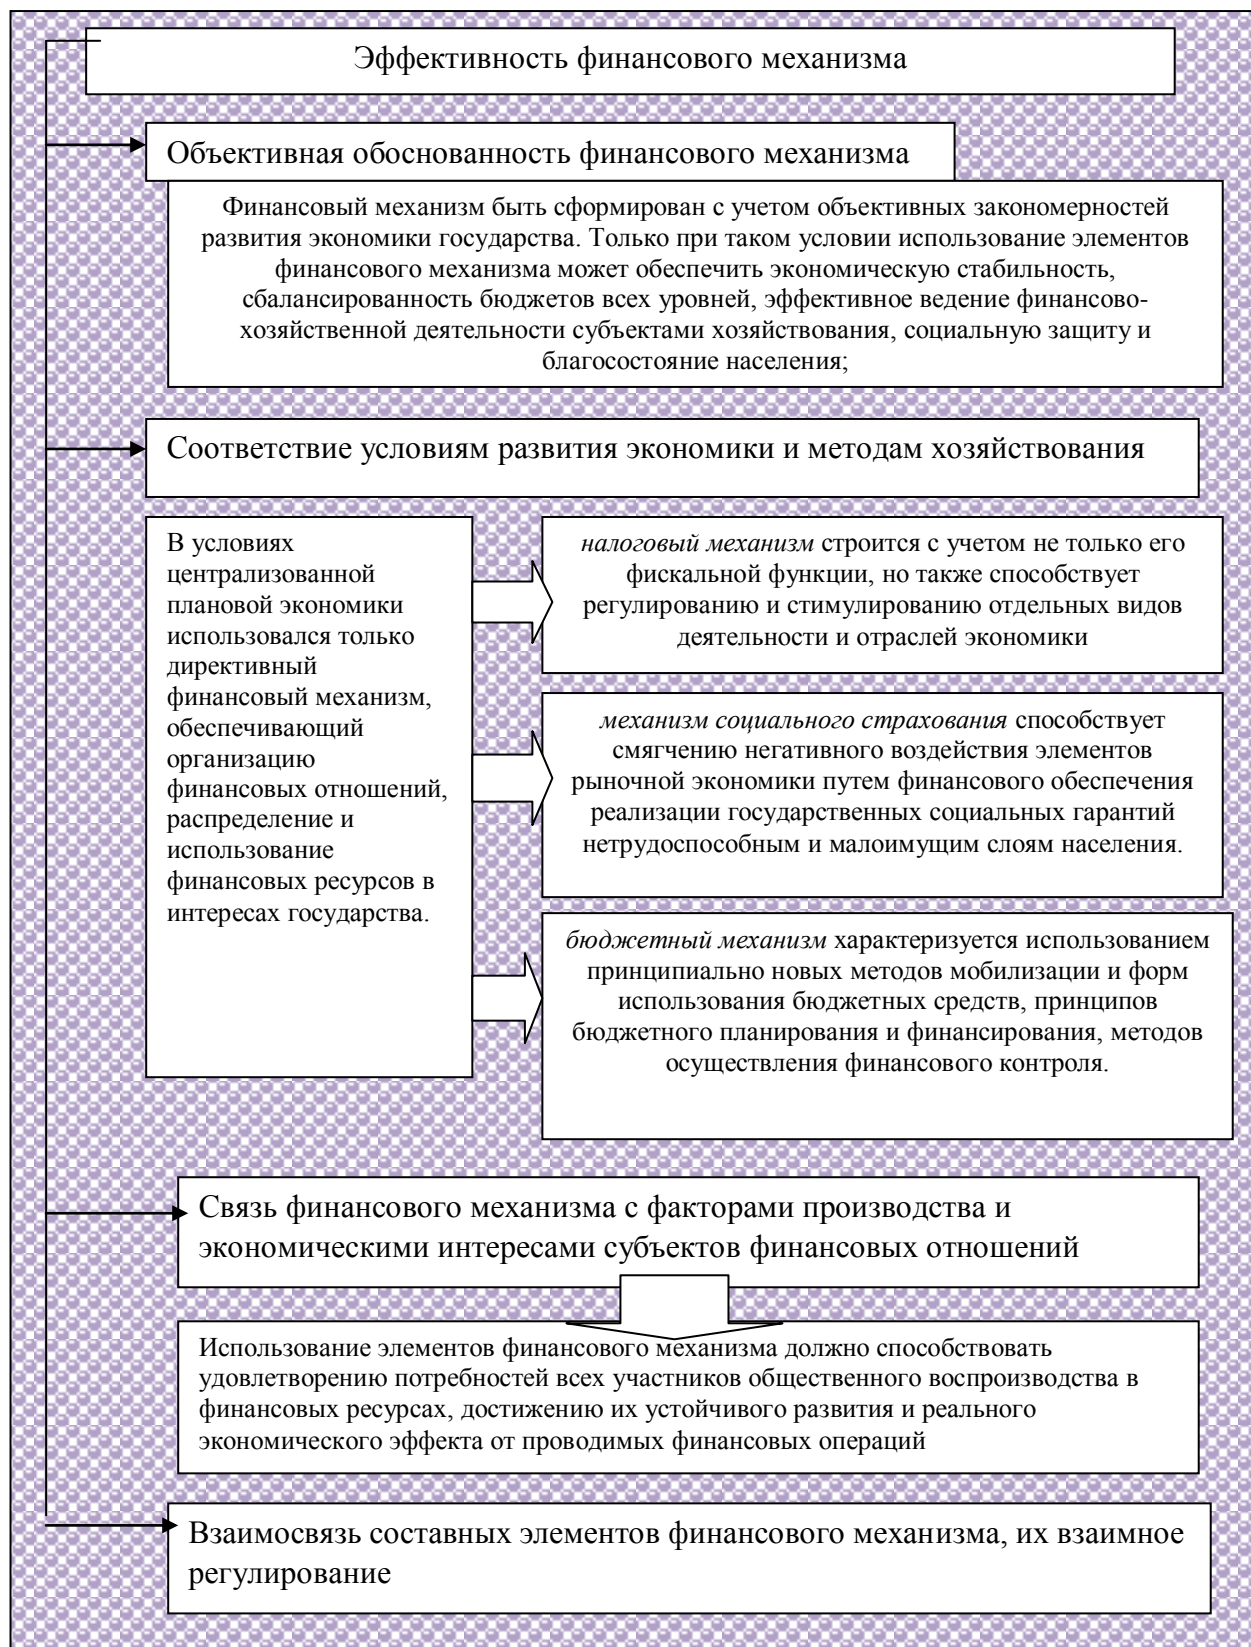 Эффективность финансового механизма
Объективная обоснованность финансового механизма
Финансовый механизм быть сформирован с учетом объективных закономерностей
развития экономики государства. Только при таком условии использование элементов
финансового механизма может обеспечить экономическую стабильность,
сбалансированность бюджетов всех уровней, эффективное ведение финансово-
хозяйственной деятельности субъектами хозяйствования, социальную защиту и
благосостояние населения;
Соответствие условиям развития экономики и методам хозяйствования
В условиях
централизованной
плановой экономики
использовался только
директивный
финансовый механизм,
обеспечивающий
организацию
финансовых отношений,
распределение и
использование
финансовых ресурсов в
интересах государства.
налоговый механизм строится с учетом не только его
фискальной функции, но также способствует
регулированию и стимулированию отдельных видов
деятельности и отраслей экономики
механизм социального страхования способствует
смягчению негативного воздействия элементов
рыночной экономики путем финансового обеспечения
реализации государственных социальных гарантий
нетрудоспособным и малоимущим слоям населения.
бюджетный механизм характеризуется использованием
принципиально новых методов мобилизации и форм
использования бюджетных средств, принципов
бюджетного планирования и финансирования, методов
осуществления финансового контроля.
Связь финансового механизма с факторами производства и
экономическими интересами субъектов финансовых отношений
Использование элементов финансового механизма должно способствовать
удовлетворению потребностей всех участников общественного воспроизводства в
финансовых ресурсах, достижению их устойчивого развития и реального
экономического эффекта от проводимых финансовых операций
Взаимосвязь составных элементов финансового механизма, их взаимное
регулирование